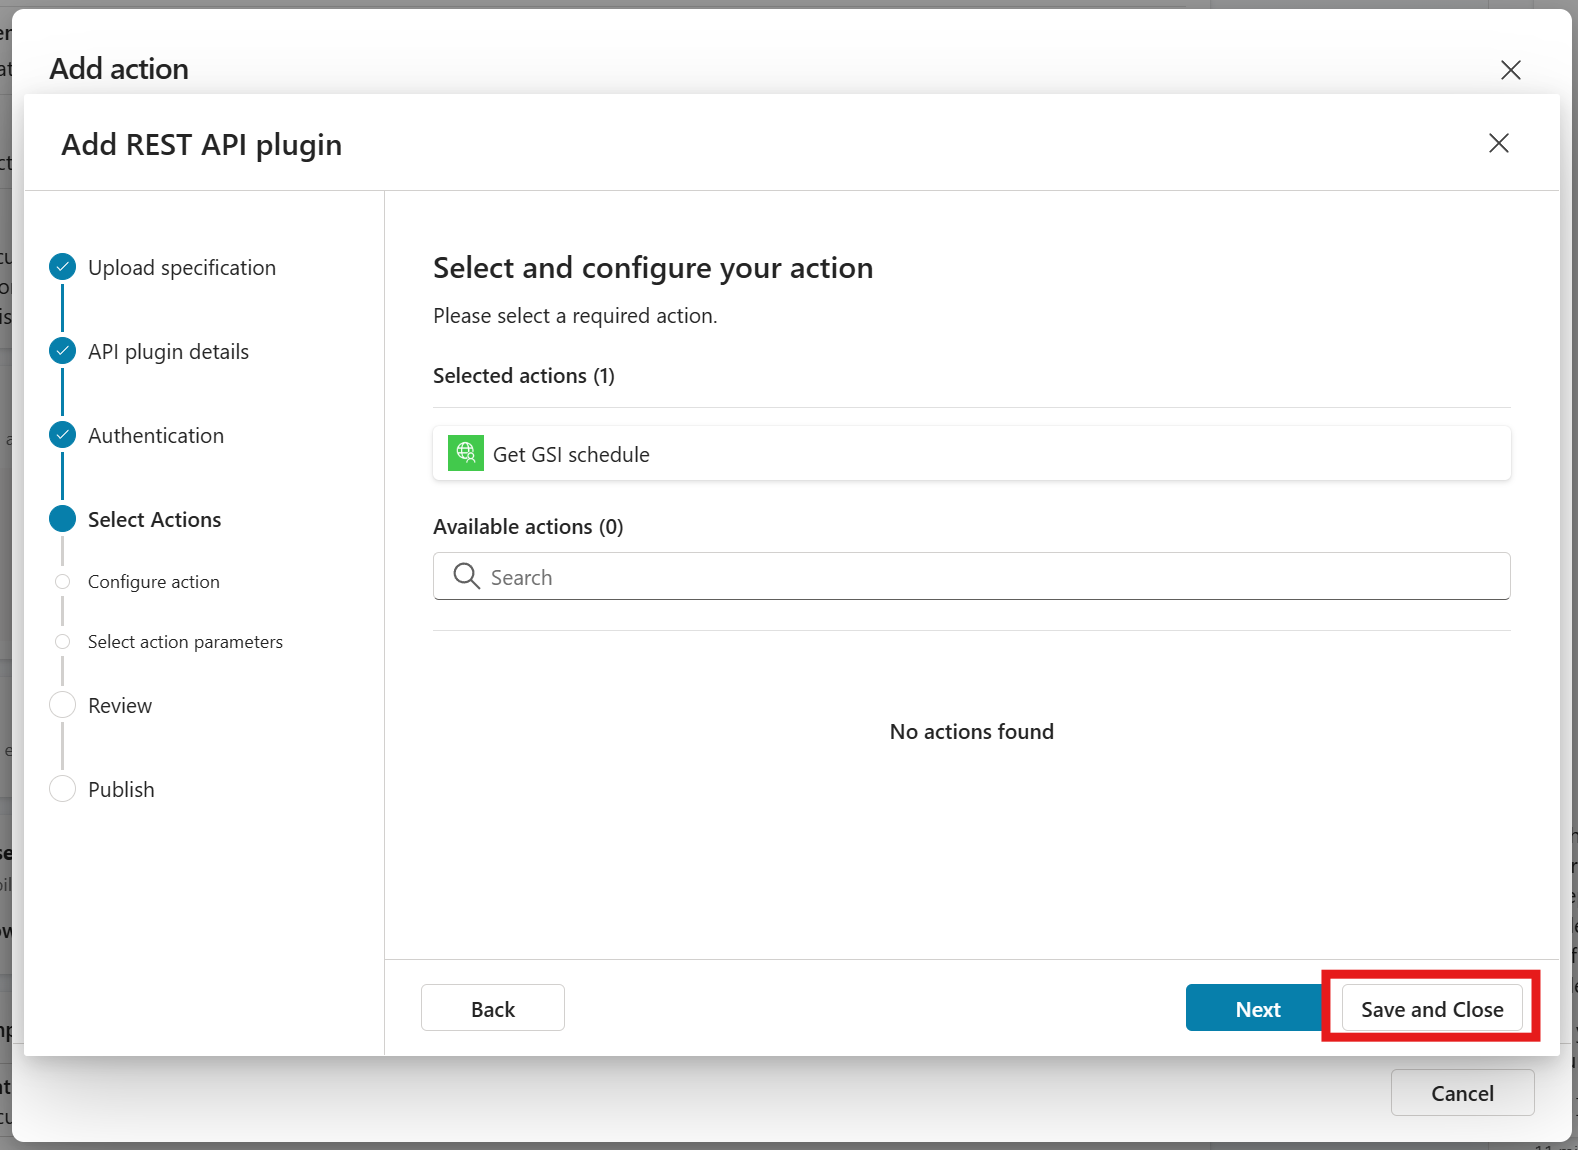 Add action
Add REST API plugin
Upload specification
API plugin details
Authentication
Select Actions
Configure action
Select action parameters
Review
Publish
Select and configure your action
Please select a required action.
Selected actions (1)
Get GSI schedule
Available actions (0)
Search
No actions found
Back
Next
Save and Close
Cancel